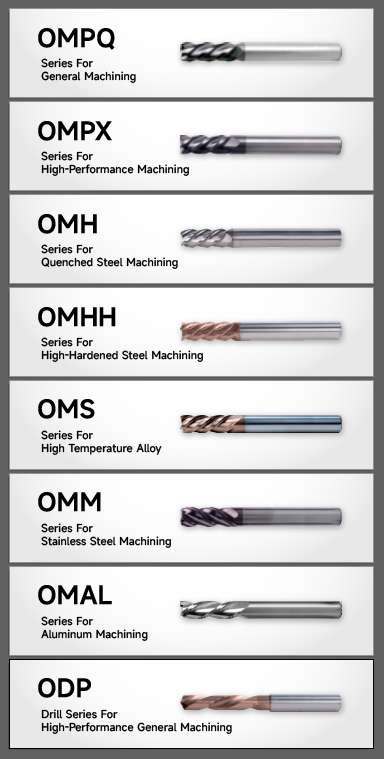 OMPQ
Series For
General Machining
OMPX
Series For
High-Performance Machining
OMH
Series For
Quenched Steel Machining
OMHH
Series For
High-Hardened Steel Machining
OMS
Series For
High Temperature Alloy
OMM
Series For
Stainless Steel Machining
OMAL
Series For
Aluminum Machining
ODP
Drill Series For
High-Performance General Machining